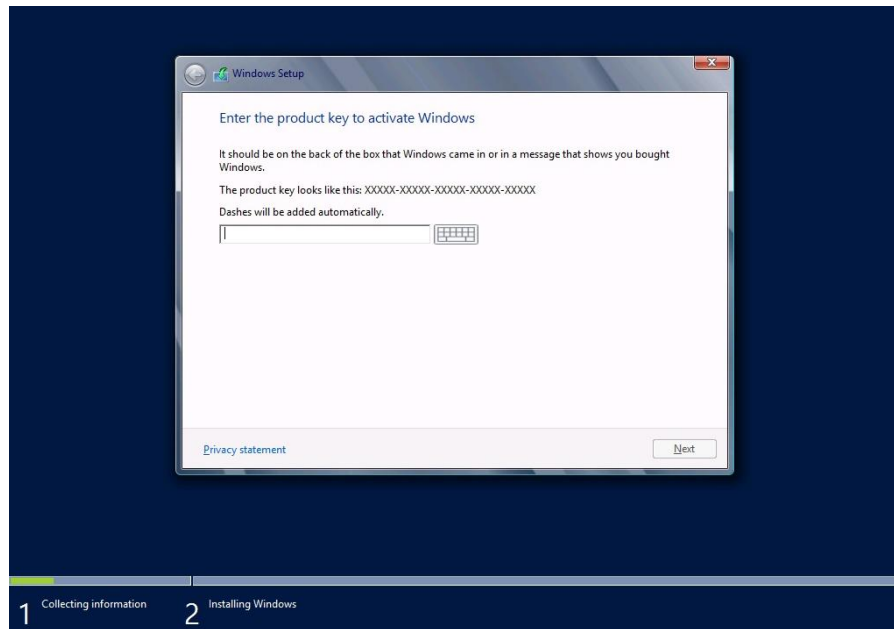 Windows Setup
Enter the product key to activate Windows
It should be on the back of the box that Windows came in or in a message that shows you bought
Windows.
The product key looks like this: XXXXX-XXXXX-XXXXX-XXXXX-XXXXX
Dashes will be added automatically.
Privacy statement
Next
1 Collecting information
2 Installing Windows